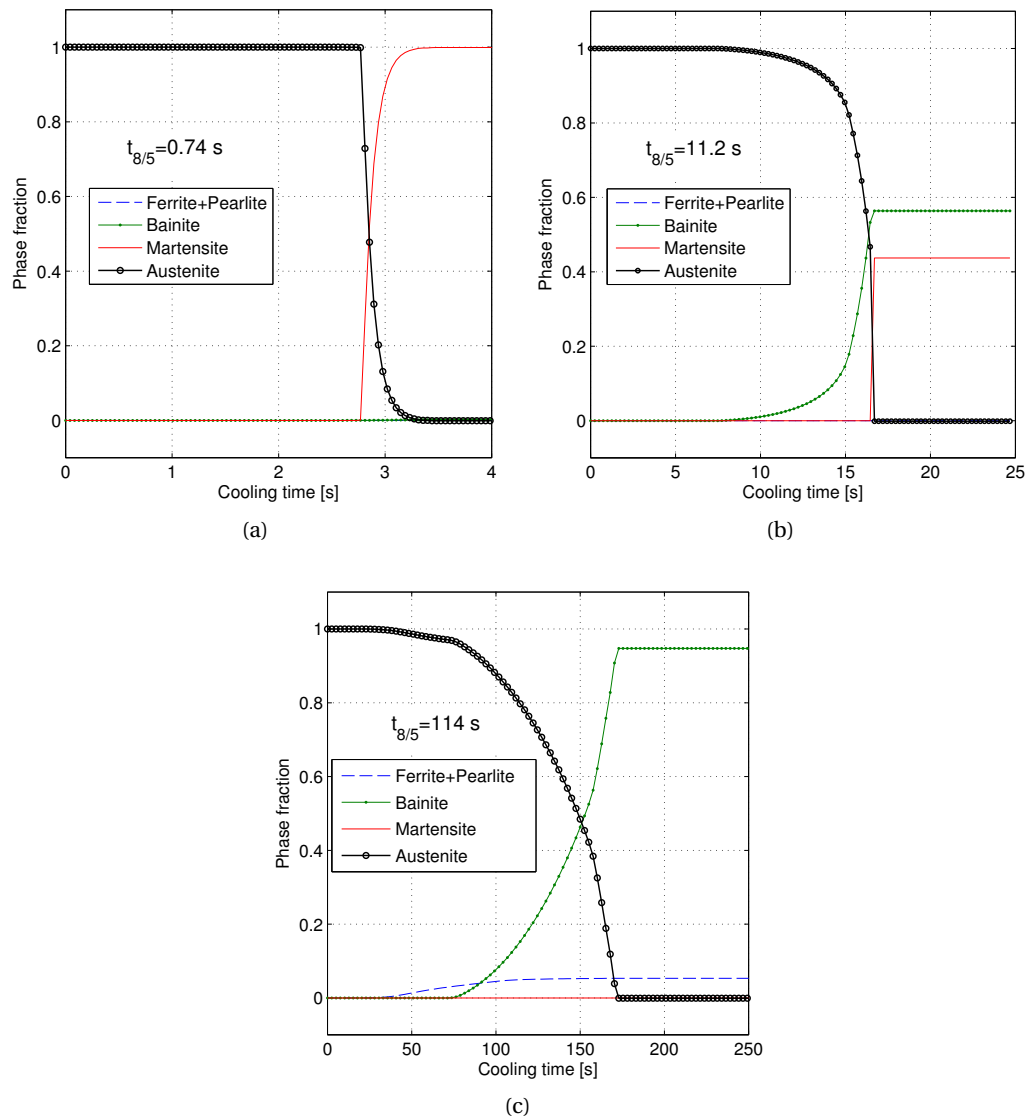 1
0.8
0.6
0.4
0.2
0
Phase fraction
t8/5=0.74 s
Ferrite+Pearlite
Bainite
Martensite
Austenite
0 1 2 3 4
Cooling time [s]
(a)
1
0.8
0.6
0.4
0.2
0
Phase fraction
t8/5=11.2 s
Ferrite+Pearlite
Bainite
Martensite
Austenite
0 5 10 15 20 25
Cooling time [s]
(b)
1
0.8
0.6
0.4
0.2
0
Phase fraction
t8/5=114 s
Ferrite+Pearlite
Bainite
Martensite
Austenite
0 50 100 150 200 250
Cooling time [s]
(c)